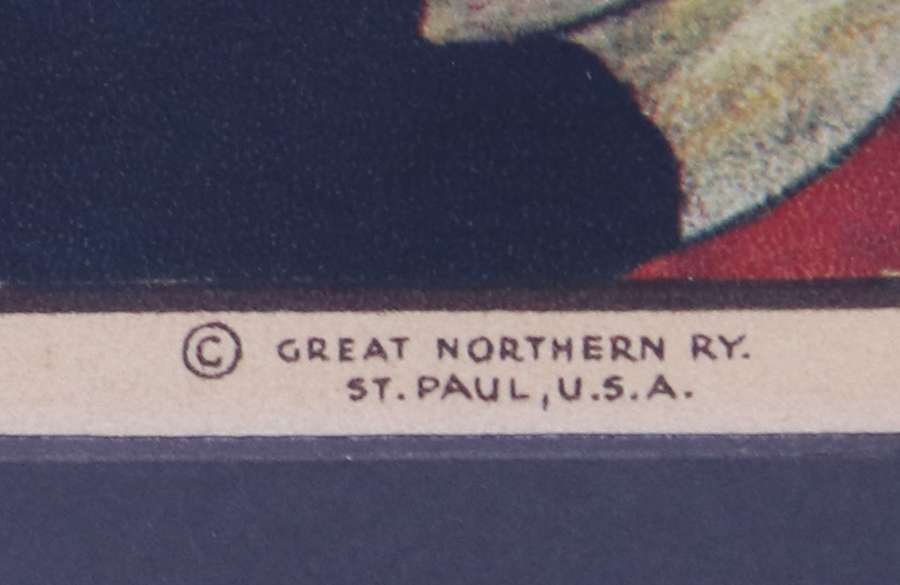 © GREAT NORTHERN RY.
ST. PAUL, U.S.A.